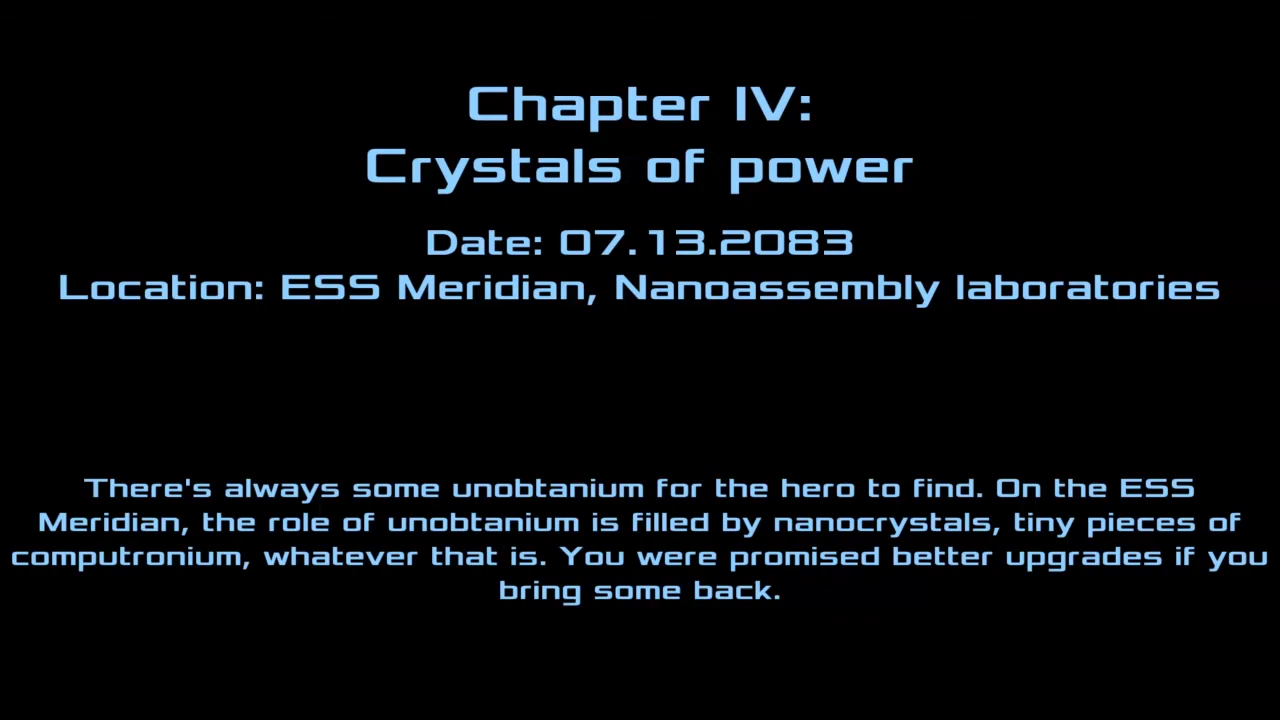 Chapter IV:
Crystals of power
Date: 07.13.2083
Location: ESS Meridian, Nanoassembly laboratories
There's always some unobtanium for the hero to find. On the ESS
Meridian, the role of unobtanium is filled by nanocrystals, tiny pieces of
computronium, whatever that is. You were promised better upgrades if you
bring some back.